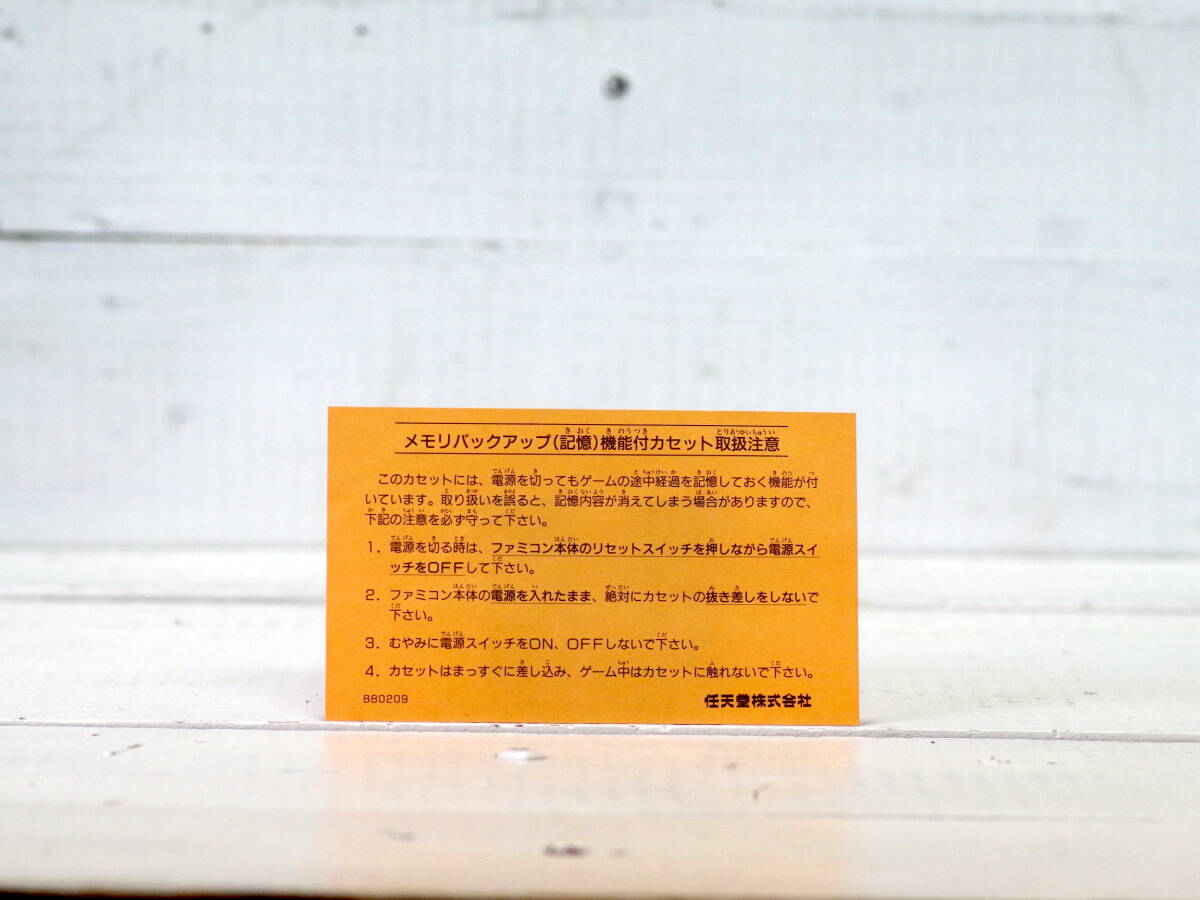 メモリバックアップ(記憶)機能付カセット取扱注意
このカセットには、電源を切ってもゲームの途中経過を記憶しておく機能が付
いています。取り扱いを誤ると、記憶内容が消えてしまう場合がありますので、
下記の注意を必ず守って下さい。
1. 電源を切る時は、ファミコン本体のリセットスイッチを押しながら電源スイ
ッチをOFFして下さい。
2. ファミコン本体の電源を入れたまま、絶対にカセットの抜き差しをしないで
下さい。
3. むやみに電源スイッチをON、OFFしないで下さい。
4. カセットはまっすぐに差し込み、ゲーム中はカセットに触れないで下さい。
880209 任天堂株式会社